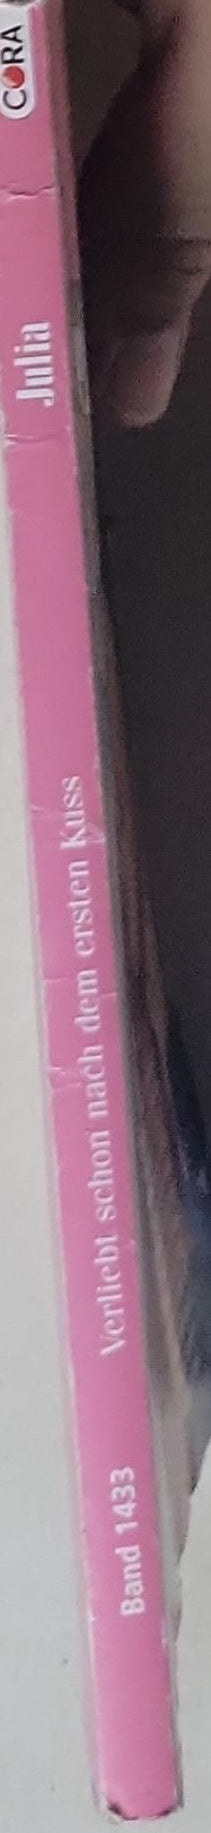 Band 1433
Verliebt schon nach dem ersten Kuss
Julia
CORA